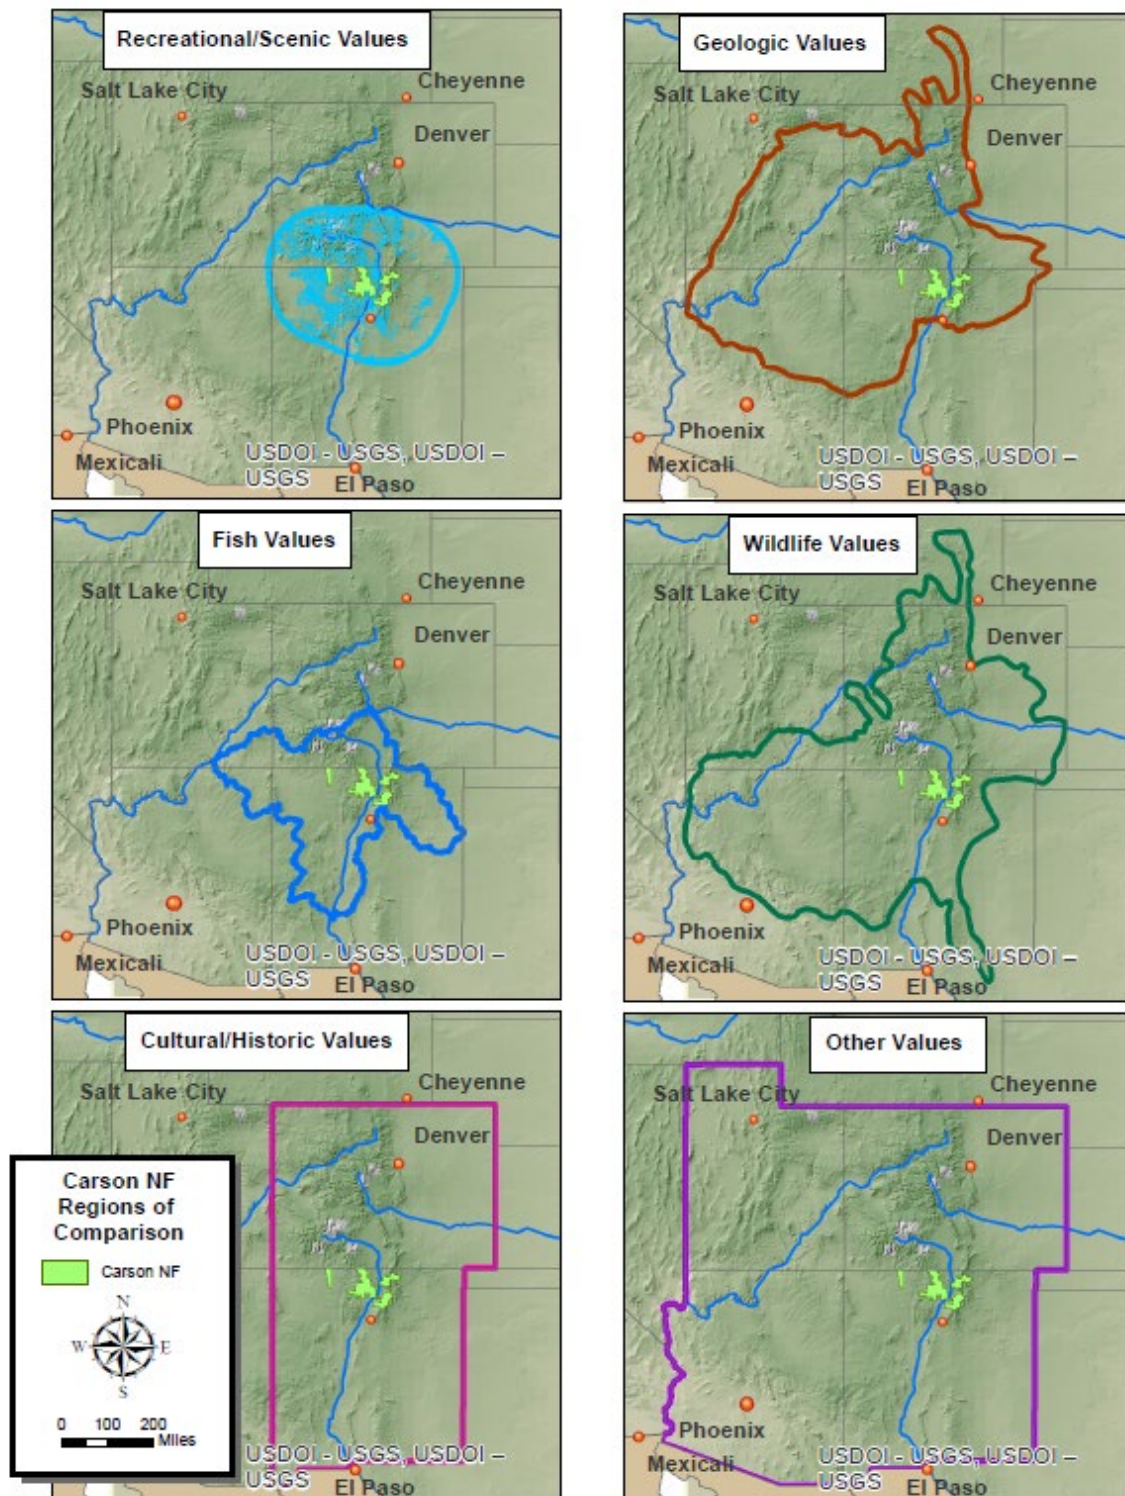 Recreational/Scenic Values
Salt Lake City
Cheyenne
Denver
Phoenix
Mexicali
USDOI - USGS, USDOI –
USGS
El Paso
Geologic Values
Salt Lake City
Cheyenne
Denver
Phoenix
Mexicali
USDOI - USGS, USDOI –
USGS
El Paso
Fish Values
Salt Lake City
Cheyenne
Denver
Phoenix
Mexicali
USDOI - USGS, USDOI –
USGS
El Paso
Wildlife Values
Salt Lake City
Cheyenne
Denver
Phoenix
Mexicali
USDOI - USGS, USDOI –
USGS
El Paso
Cultural/Historic Values
Salt Lake City
Cheyenne
Denver
USDOI - USGS, USDOI –
USGS
El Paso
Other Values
Salt Lake City
Cheyenne
Denver
Phoenix
Mexicali
USDOI - USGS, USDOI –
USGS
El Paso
Carson NF
Regions of
Comparison
Carson NF
N
W E
S
0 100 200
Miles